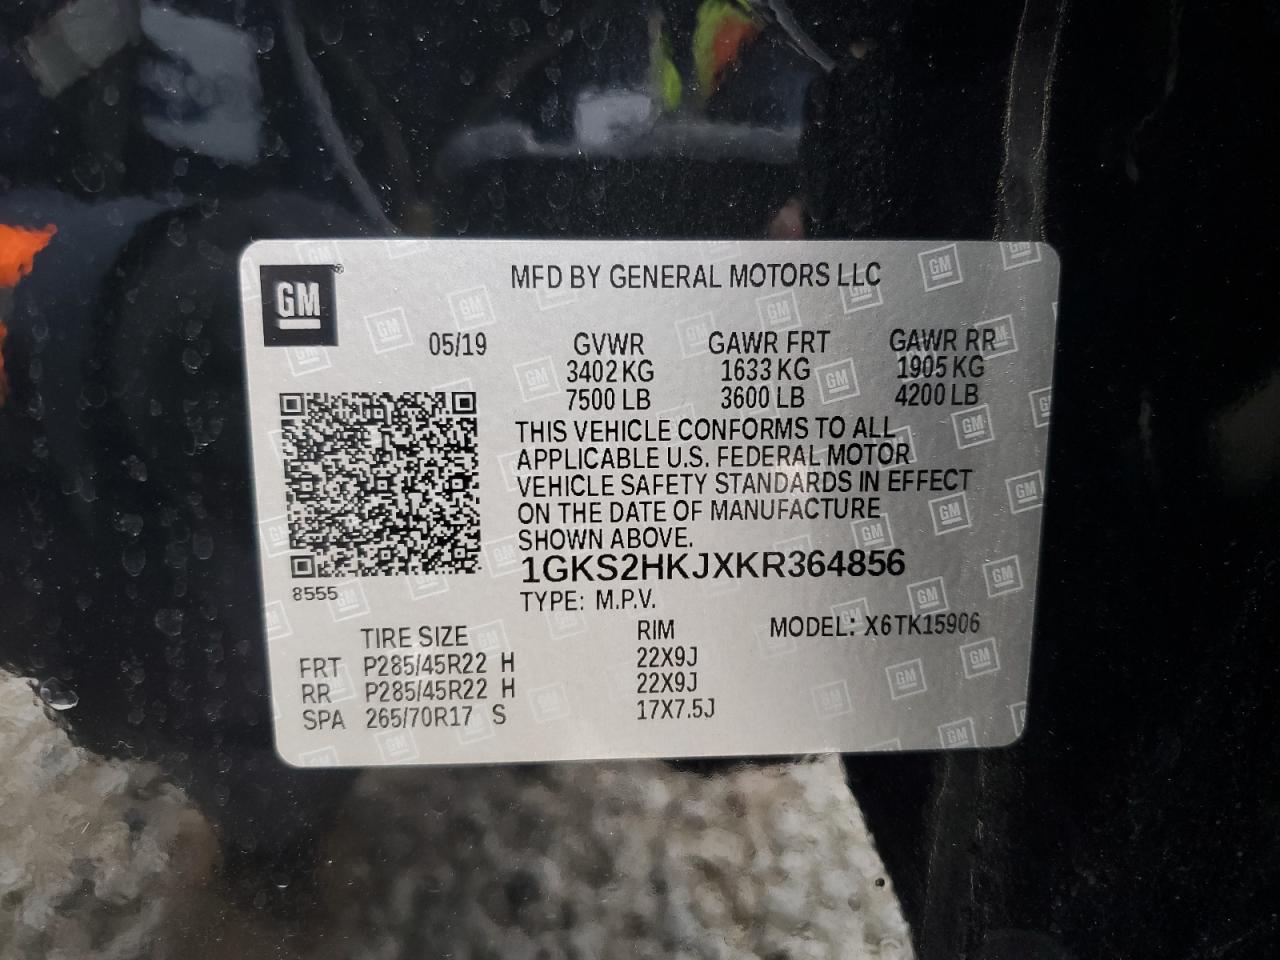 GM
MFD BY GENERAL MOTORS LLC
05/19 GVWR GAWR FRT GAWR RR
3402 KG 1633 KG 1905 KG
7500 LB 3600 LB 4200 LB
THIS VEHICLE CONFORMS TO ALL
APPLICABLE U.S. FEDERAL MOTOR
VEHICLE SAFETY STANDARDS IN EFFECT
ON THE DATE OF MANUFACTURE
SHOWN ABOVE.
1GKS2HKJXKR364856
8555
TYPE: M.P.V.
TIRE SIZE RIM MODEL: X6TK15906
FRT P285/45R22 H 22X9J
RR P285/45R22 H 22X9J
SPA 265/70R17 S 17X7.5J